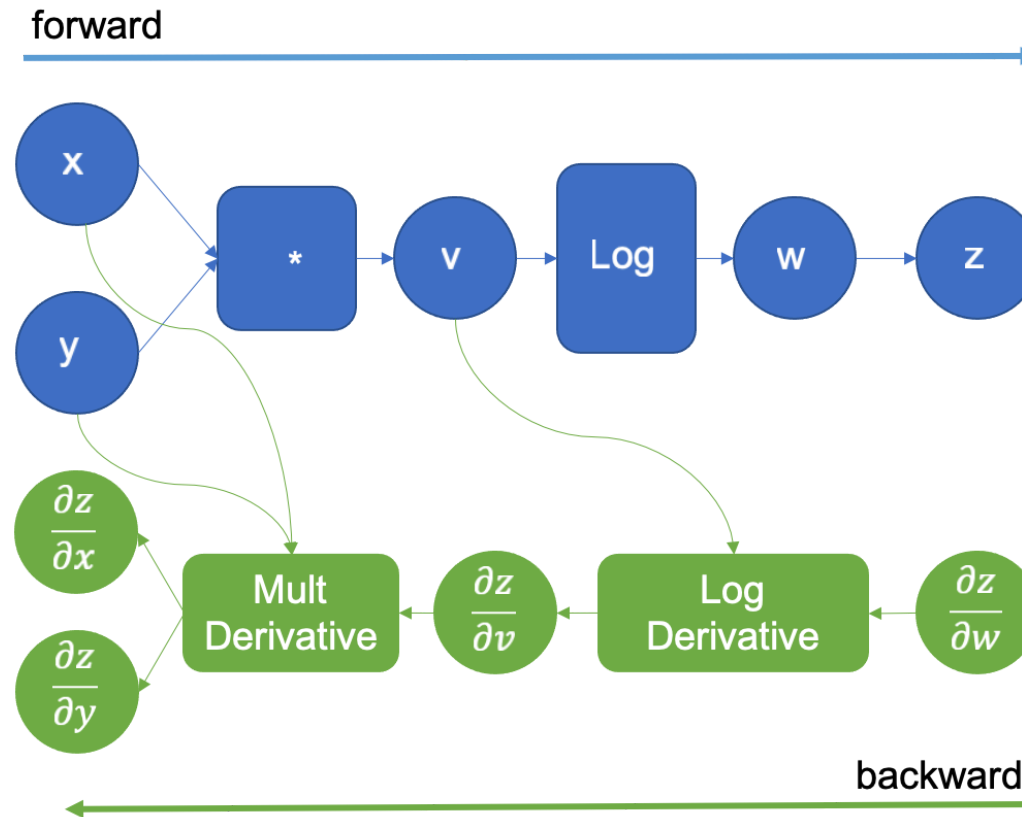 forward
x
*
v
Log
w
z
y
∂z
∂x
Mult
Derivative
∂z
∂v
Log
Derivative
∂z
∂w
∂z
∂y
backward